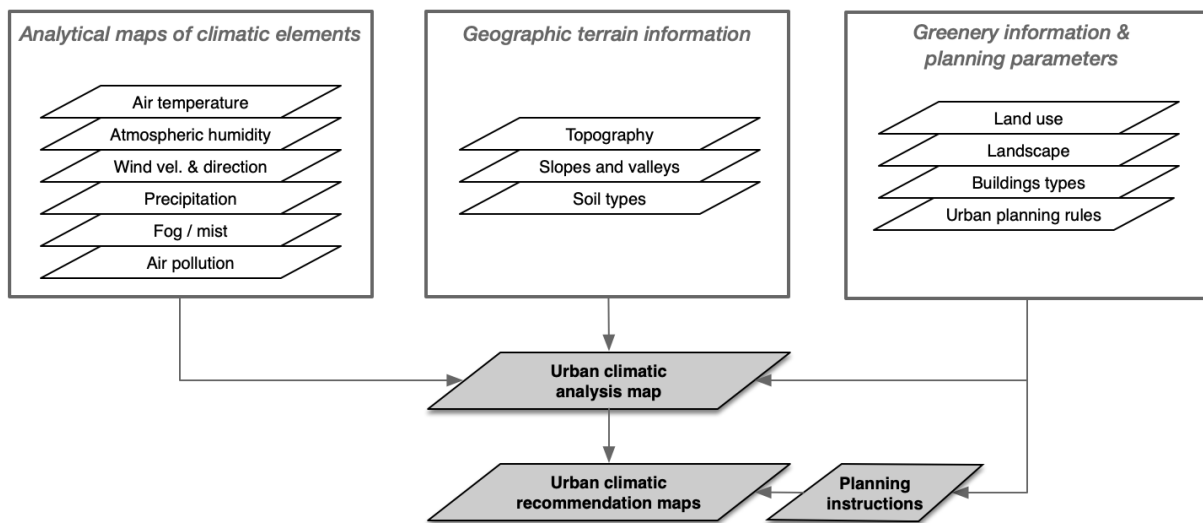 Analytical maps of climatic elements
Air temperature
Atmospheric humidity
Wind vel. & direction
Precipitation
Fog / mist
Air pollution
Geographic terrain information
Topography
Slopes and valleys
Soil types
Greenery information &
planning parameters
Land use
Landscape
Buildings types
Urban planning rules
Urban climatic
analysis map
Urban climatic
recommendation maps
Planning
instructions